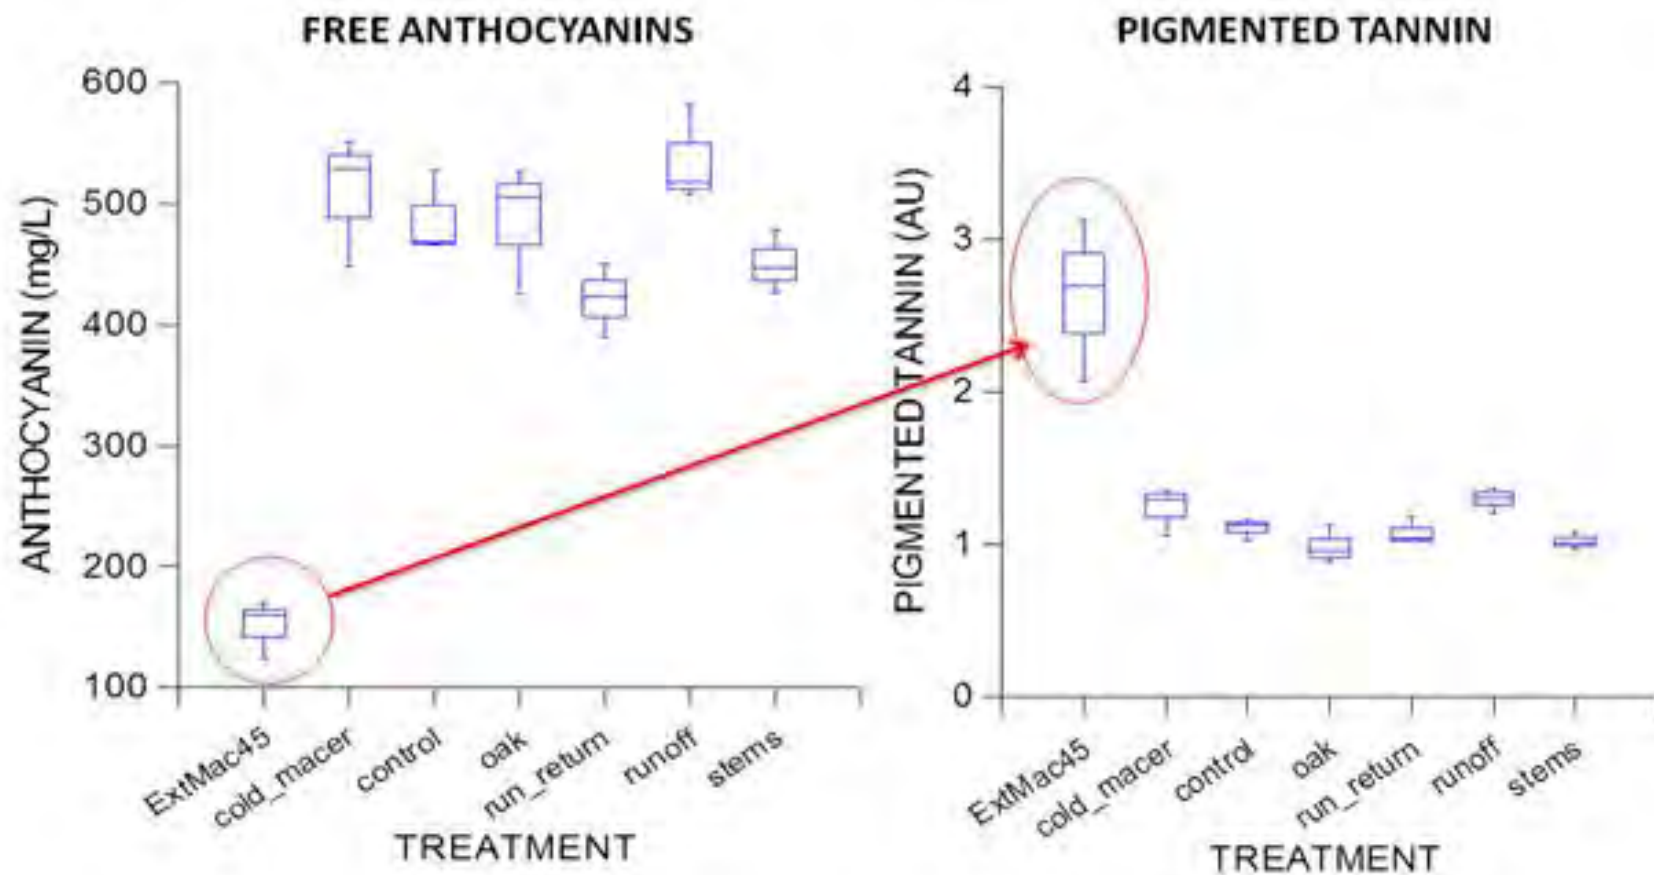 FREE ANTHOCYANINS
ANTHOCYANIN (mg/L)
600
500
400
300
200
100
ExtMac45
cold_macer
control
oak
run_return
runoff
stems
TREATMENT
PIGMENTED TANNIN
PIGMENTED TANNIN (AU)
4
3
2
1
0
ExtMac45
cold_macer
control
oak
run_return
runoff
stems
TREATMENT